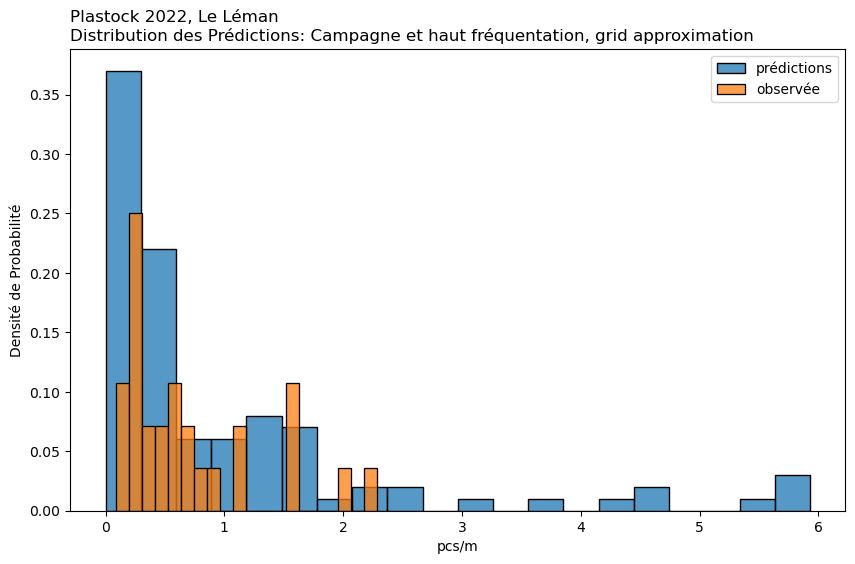 Plastock 2022, Le Léman
Distribution des Prédictions: Campagne et haut fréquentation, grid approximation
prédictions
observée
Densité de Probabilité
0.35
0.30
0.25
0.20
0.15
0.10
0.05
0.00
0 1 2 3 4 5 6
pcs/m